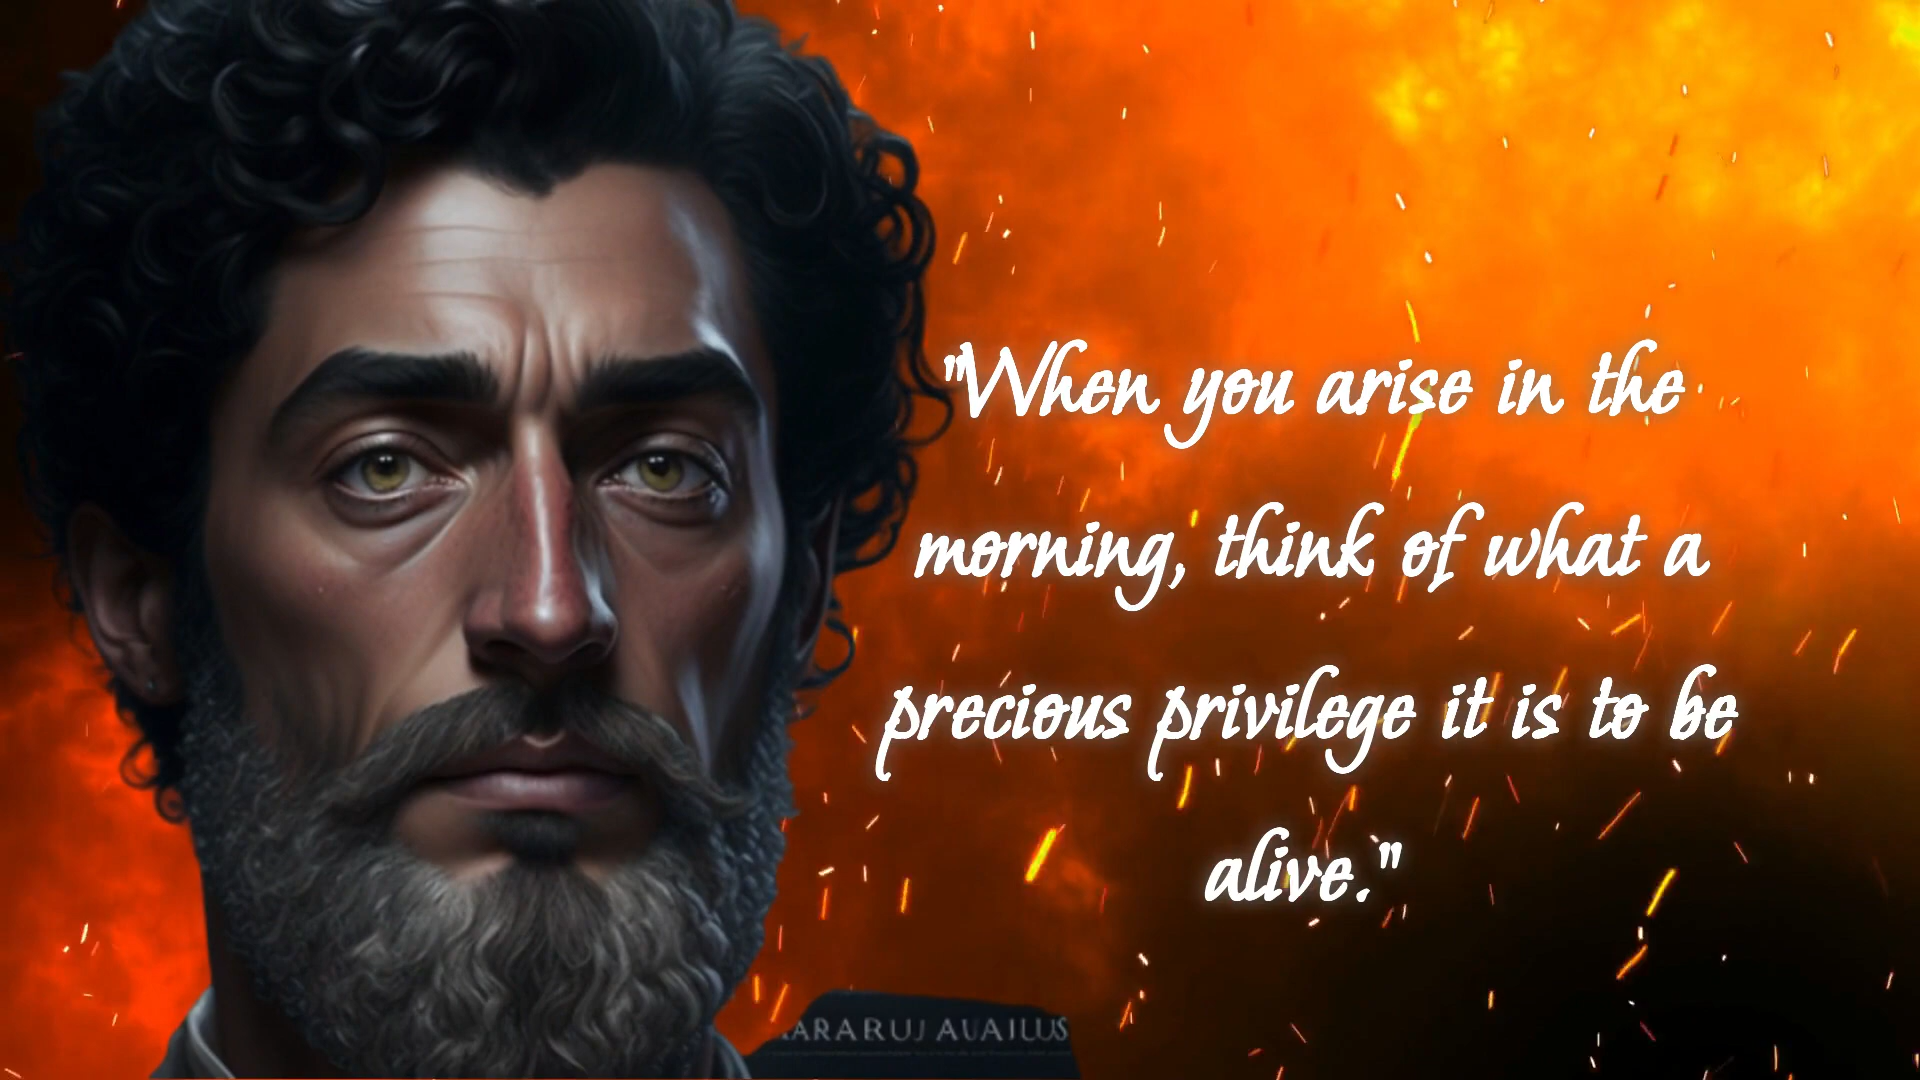 "When you arise in the
morning, think of what a
precious privilege it is to be
alive."
ARARUJ AUAILUS